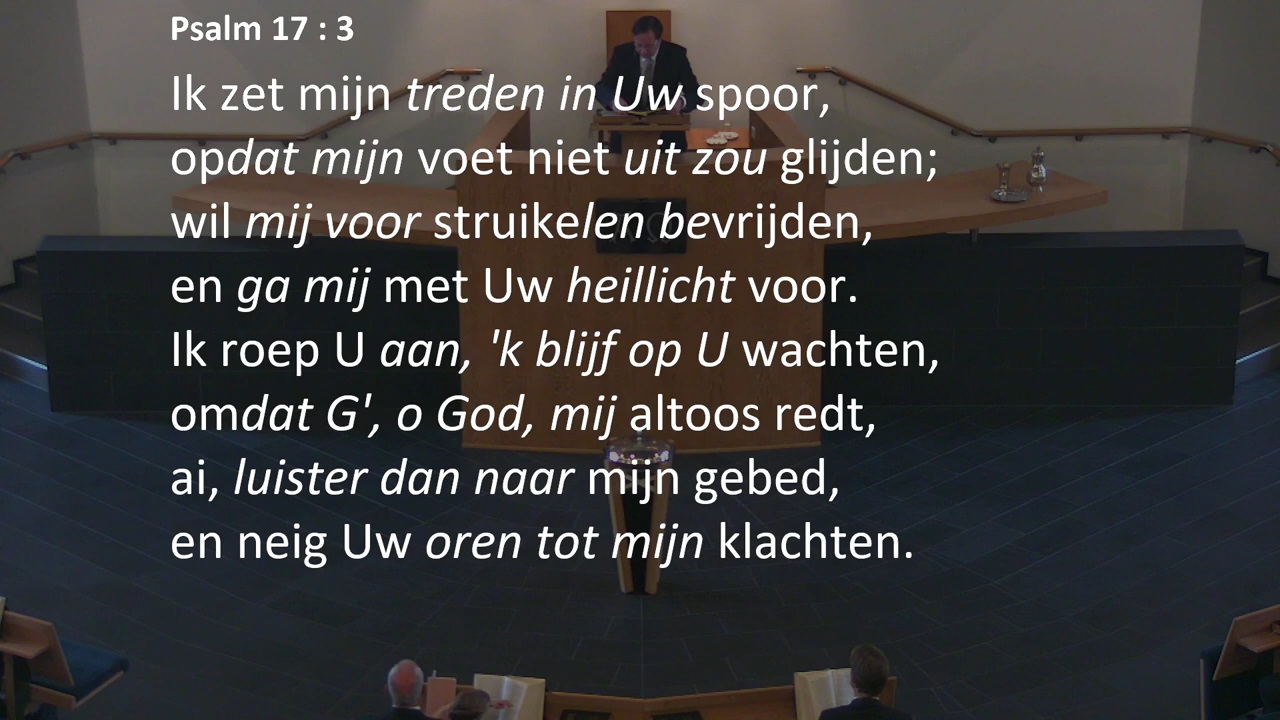 Psalm 17 : 3
Ik zet mijn treden in Uw spoor,
opdat mijn voet niet uit zou glijden;
wil mij voor struikelen bevrijden,
en ga mij met Uw heillicht voor.
Ik roep U aan, 'k blijf op U wachten,
omdat G', o God, mij altoos redt,
ai, luister dan naar mijn gebed,
en neig Uw oren tot mijn klachten.